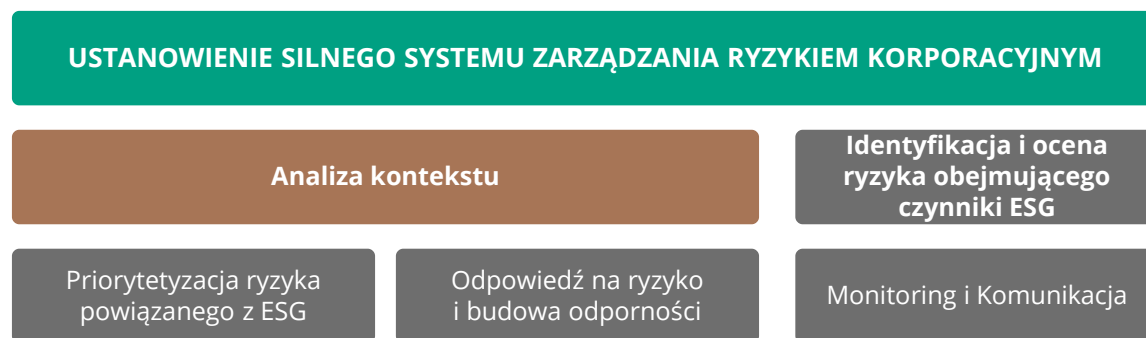 USTANOWIENIE SILNEGO SYSTEMU ZARZĄDZANIA RYZYKIEM KORPORACYJNYM
Analiza kontekstu
Identyfikacja i ocena
ryzyka obejmującego
czynniki ESG
Priorytetyzacja ryzyka
powiązanego z ESG
Odpowiedź na ryzyko
i budowa odporności
Monitoring i Komunikacja